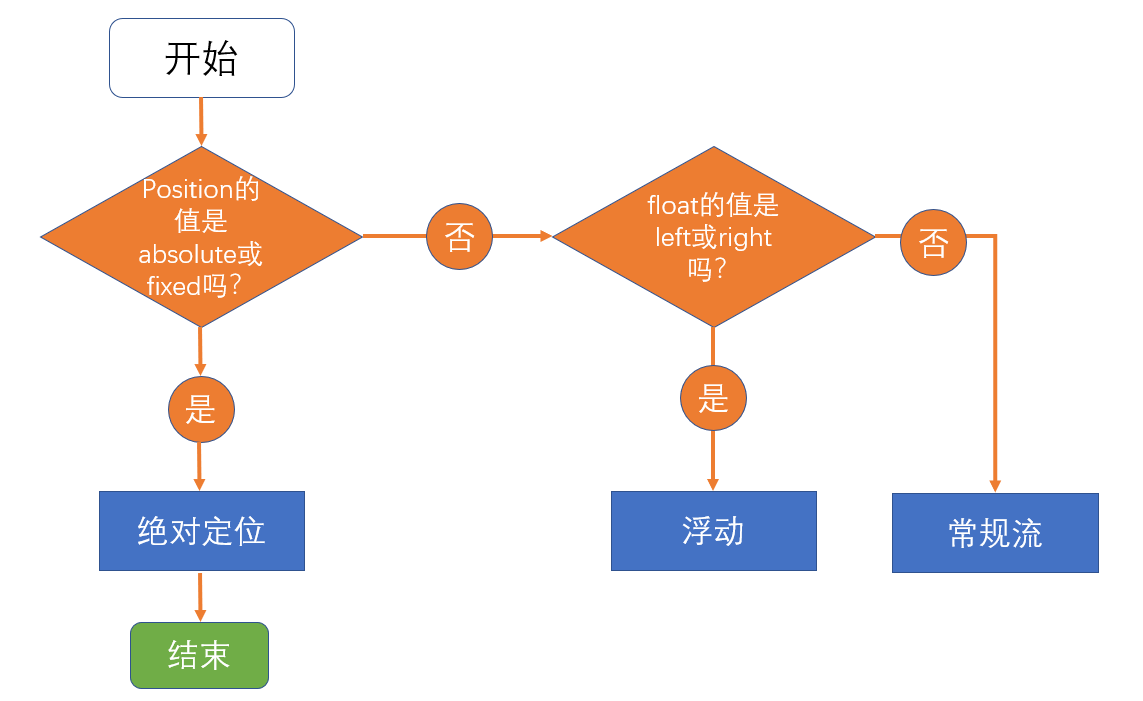 开始
Position的
值是
absolute或
fixed吗？
否
float的值是
left或right
吗？
否
是
是
绝对定位
浮动
常规流
结束